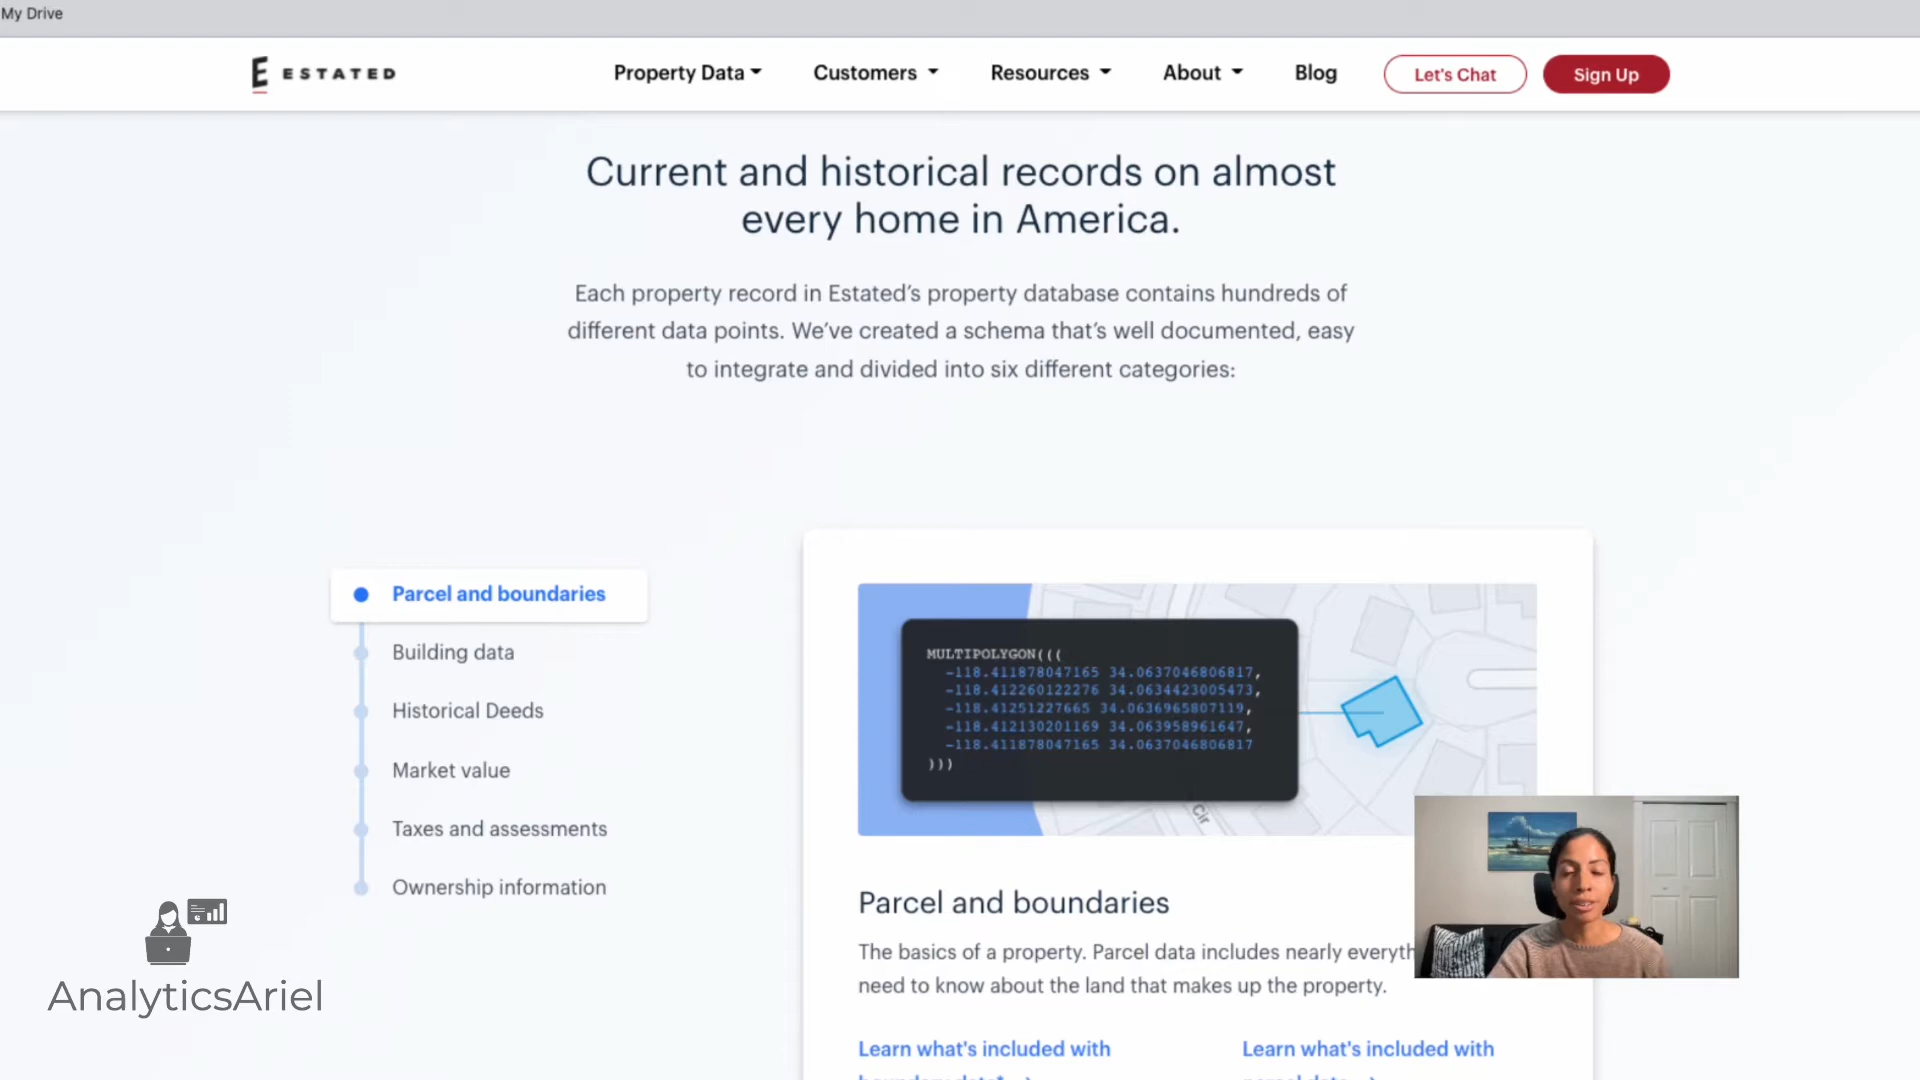 My Drive
ESTATED
Property Data
Customers
Resources
About
Blog
Let's Chat
Sign Up
Current and historical records on almost
every home in America.
Each property record in Estated’s property database contains hundreds of
different data points. We’ve created a schema that’s well documented, easy
to integrate and divided into six different categories:
Parcel and boundaries
Building data
Historical Deeds
Market value
Taxes and assessments
Ownership information
MULTIPOLYGON(((
-118.411878047165 34.0637046806817,
-118.412260122276 34.0634423005473,
-118.41251227665 34.0636965807119,
-118.412130201169 34.063958961647,
-118.411878047165 34.0637046806817
)))
Cir
Parcel and boundaries
The basics of a property. Parcel data includes nearly everyth
need to know about the land that makes up the property.
Learn what's included with
Learn what's included with
AnalyticsAriel